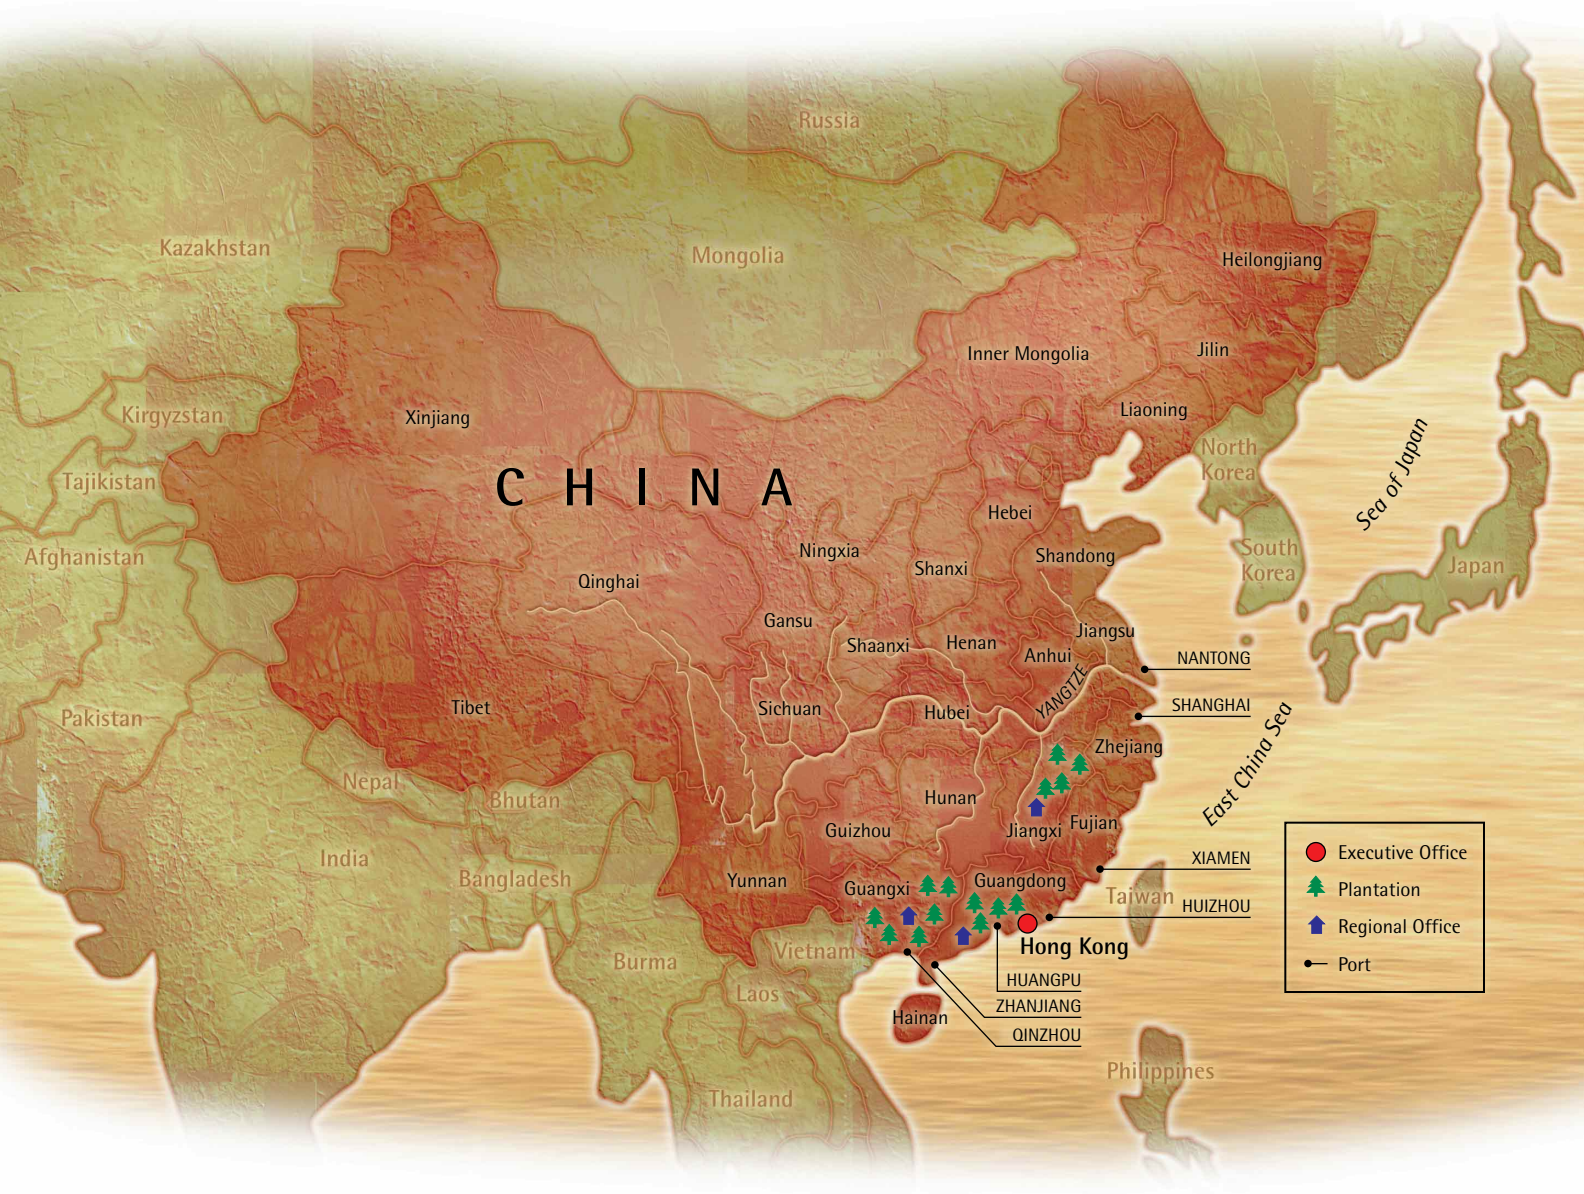 Russia
Kazakhstan
Mongolia
Heilongjiang
Inner Mongolia
Jilin
Kirgyzstan
Xinjiang
Liaoning
North
Korea
Sea of Japan
Tajikistan
CHINA
Hebei
Afghanistan
Ningxia
Shanxi
Shandong
South
Korea
Japan
Qinghai
Gansu
Shaanxi
Henan
Jiangsu
Anhui
NANTONG
YANGTZE
Pakistan
Tibet
Sichuan
Hubei
SHANGHAI
Zhejiang
East China Sea
Nepal
Bhutan
Hunan
Guizhou
Jiangxi
Fujian
India
Bangladesh
Yunnan
Guangxi
Guangdong
XIAMEN
Taiwan
HUIZHOU
Hong Kong
Vietnam
Burma
Laos
HUANGPU
ZHANJIANG
Hainan
QINZHOU
Philippines
Thailand
Executive Office
Plantation
Regional Office
Port